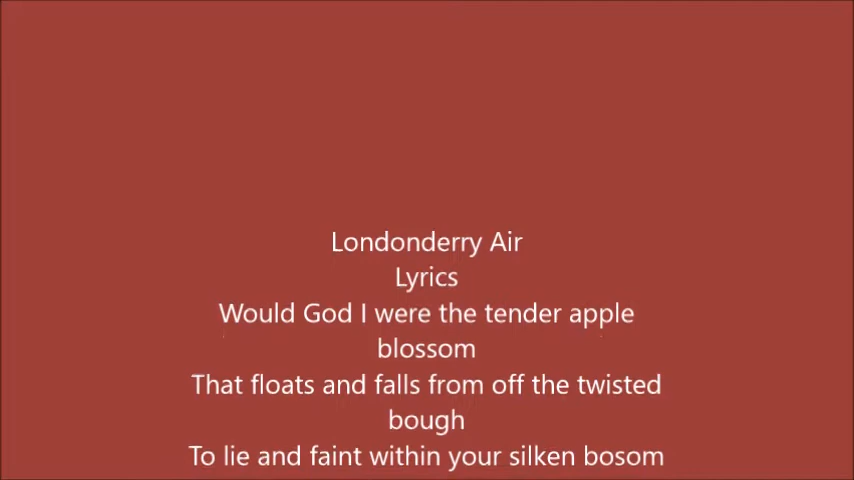 Londonderry Air
Lyrics
Would God I were the tender apple
blossom
That floats and falls from off the twisted
bough
To lie and faint within your silken bosom